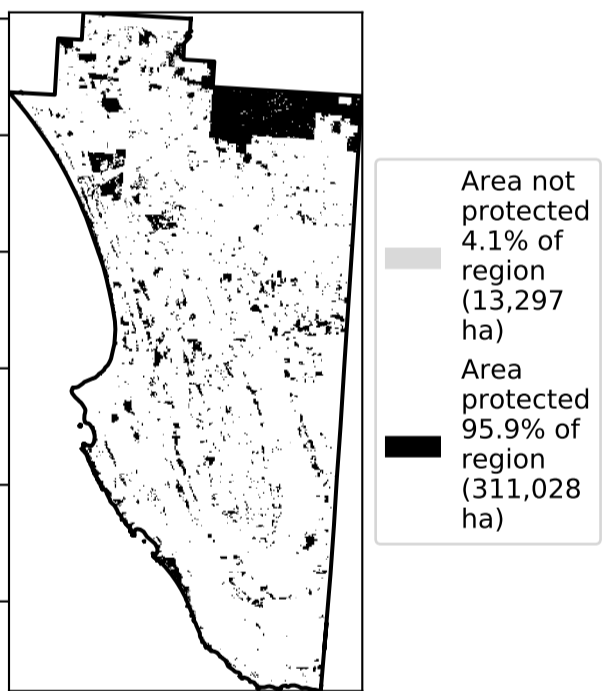 Area not
protected
4.1% of
region
(13,297
ha)
Area
protected
95.9% of
region
(311,028
ha)